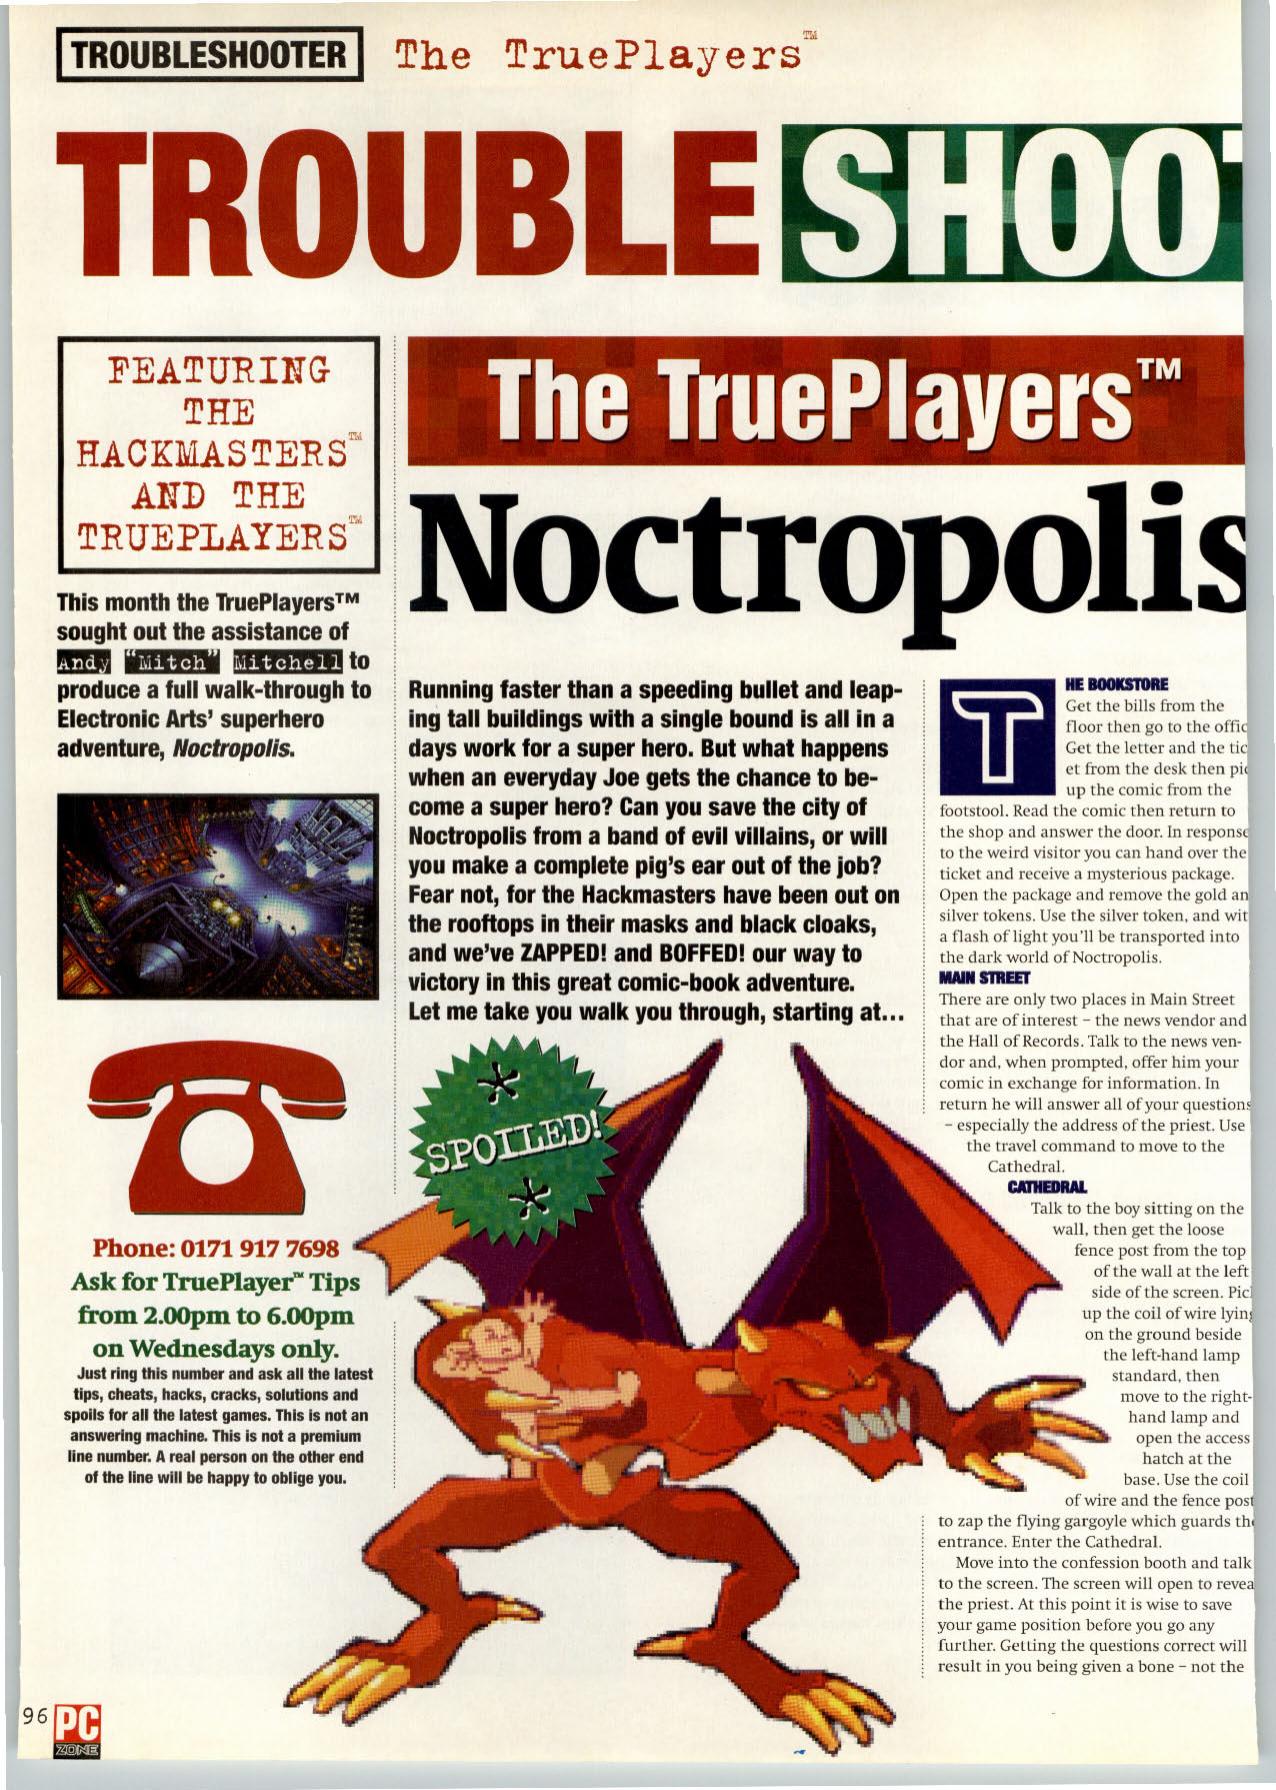 TROUBLESHOOTER
The TruePlayers™
TROUBLESHOO
FEATURING
THE
HACKMASTERS™
AND THE
TRUEPLAYERS™
This month the TruePlayers™
sought out the assistance of
Andy "Mitch" Mitchell to
produce a full walk-through to
Electronic Arts' superhero
adventure, Noctropolis.
Phone: 0171 917 7698
Ask for TruePlayer™ Tips
from 2.00pm to 6.00pm
on Wednesdays only.
Just ring this number and ask all the latest
tips, cheats, hacks, cracks, solutions and
spoils for all the latest games. This is not an
answering machine. This is not a premium
line number. A real person on the other end
of the line will be happy to oblige you.
The TruePlayers™
Noctropolis
Running faster than a speeding bullet and leap-
ing tall buildings with a single bound is all in a
days work for a super hero. But what happens
when an everyday Joe gets the chance to be-
come a super hero? Can you save the city of
Noctropolis from a band of evil villains, or will
you make a complete pig's ear out of the job?
Fear not, for the Hackmasters have been out on
the rooftops in their masks and black cloaks,
and we've ZAPPED! and BOFFED! our way to
victory in this great comic-book adventure.
Let me take you walk you through, starting at...
SPOILED!
THE BOOKSTORE
Get the bills from the
floor then go to the offic
Get the letter and the tic
et from the desk then pic
up the comic from the
footstool. Read the comic then return to
the shop and answer the door. In response
to the weird visitor you can hand over the
ticket and receive a mysterious package.
Open the package and remove the gold an
silver tokens. Use the silver token, and wit
a flash of light you'll be transported into
the dark world of Noctropolis.
MAIN STREET
There are only two places in Main Street
that are of interest – the news vendor and
the Hall of Records. Talk to the news ven-
dor and, when prompted, offer him your
comic in exchange for information. In
return he will answer all of your questions
– especially the address of the priest. Use
the travel command to move to the
Cathedral.
CATHEDRAL
Talk to the boy sitting on the
wall, then get the loose
fence post from the top
of the wall at the left
side of the screen. Pic
up the coil of wire lying
on the ground beside
the left-hand lamp
standard, then
move to the right-
hand lamp and
open the access
hatch at the
base. Use the coil
of wire and the fence post
to zap the flying gargoyle which guards the
entrance. Enter the Cathedral.
Move into the confession booth and talk
to the screen. The screen will open to revea
the priest. At this point it is wise to save
your game position before you go any
further. Getting the questions correct will
result in you being given a bone – not the
96 PC
ZONE